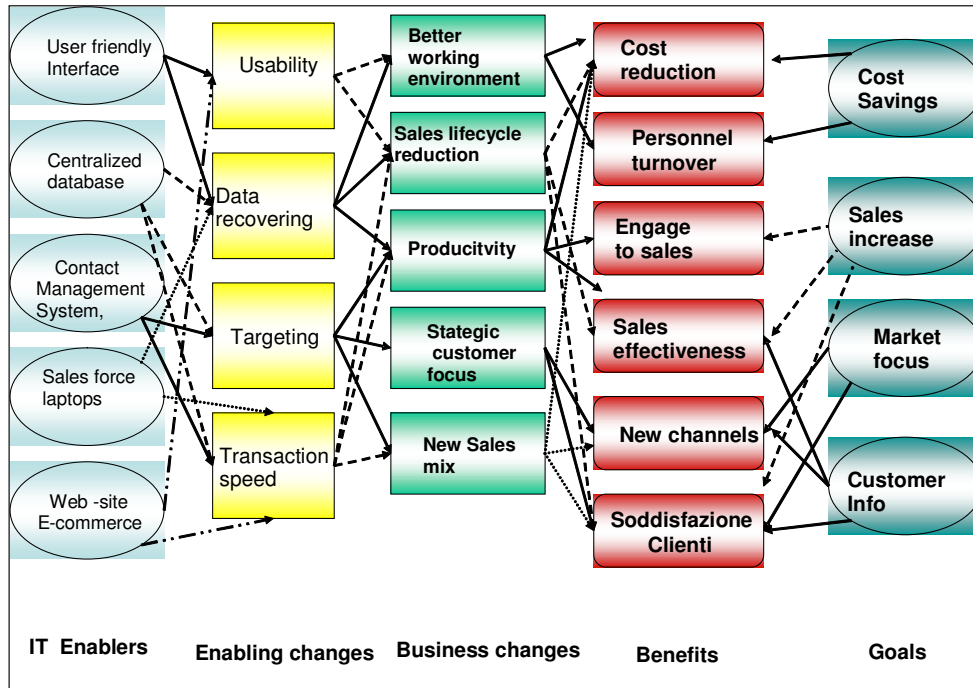 User friendly
Interface
Centralized
database
Contact
Management
System,
Sales force
laptops
Web -site
E-commerce
IT Enablers
Usability
Data
recovering
Targeting
Transaction
speed
Enabling changes
Better
working
environment
Sales lifecycle
reduction
Producitvity
Stategic
customer
focus
New Sales
mix
Business changes
Cost
reduction
Personnel
turnover
Engage
to sales
Sales
effectiveness
New channels
Soddisfazione
Clienti
Benefits
Cost
Savings
Sales
increase
Market
focus
Customer
Info
Goals